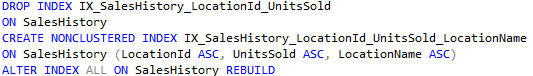 DROP INDEX IX_SalesHistory_LocationId_UnitsSold
ON SalesHistory
CREATE NONCLUSTERED INDEX IX_SalesHistory_LocationId_UnitsSold_LocationName
ON SalesHistory (LocationId ASC, UnitsSold ASC, LocationName ASC)
ALTER INDEX ALL ON SalesHistory REBUILD